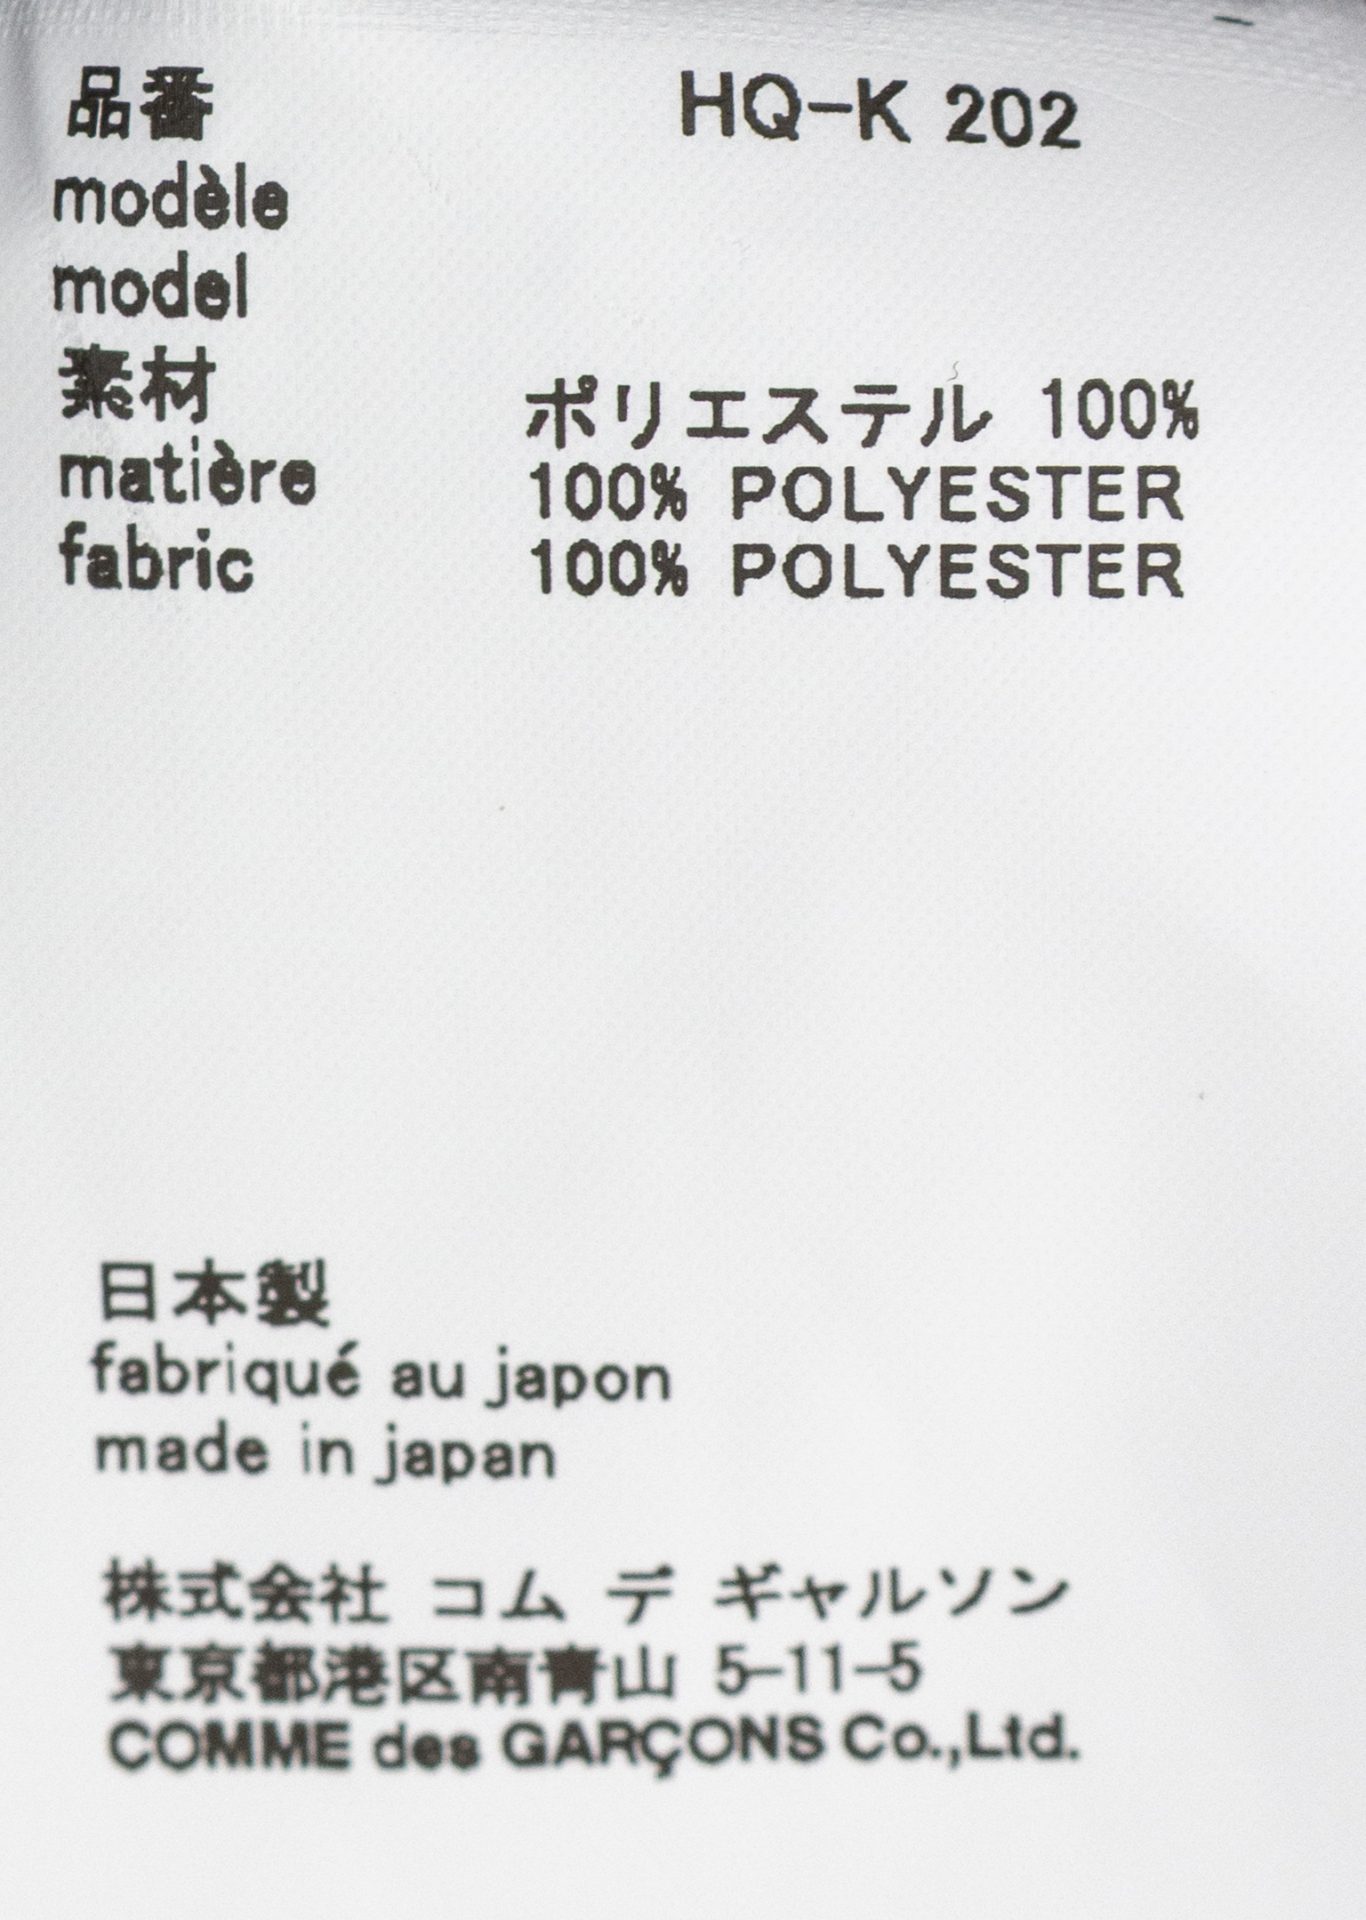 品番 HQ-K 202
modèle
model
素材 ポリエステル 100%
matière 100% POLYESTER
fabric 100% POLYESTER
日本製
fabriqué au japon
made in japan
株式会社 コム デ ギャルソン
東京都港区南青山 5-11-5
COMME des GARÇONS Co.,Ltd.